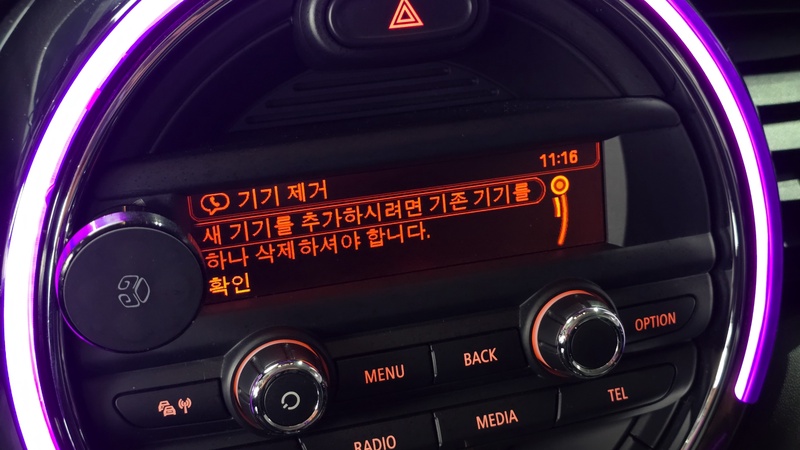 11:16
기기 제거
새 기기를 추가하시려면 기존 기기를
하나 삭제하셔야 합니다.
확인
OPTION
MENU
BACK
TEL
RADIO
MEDIA